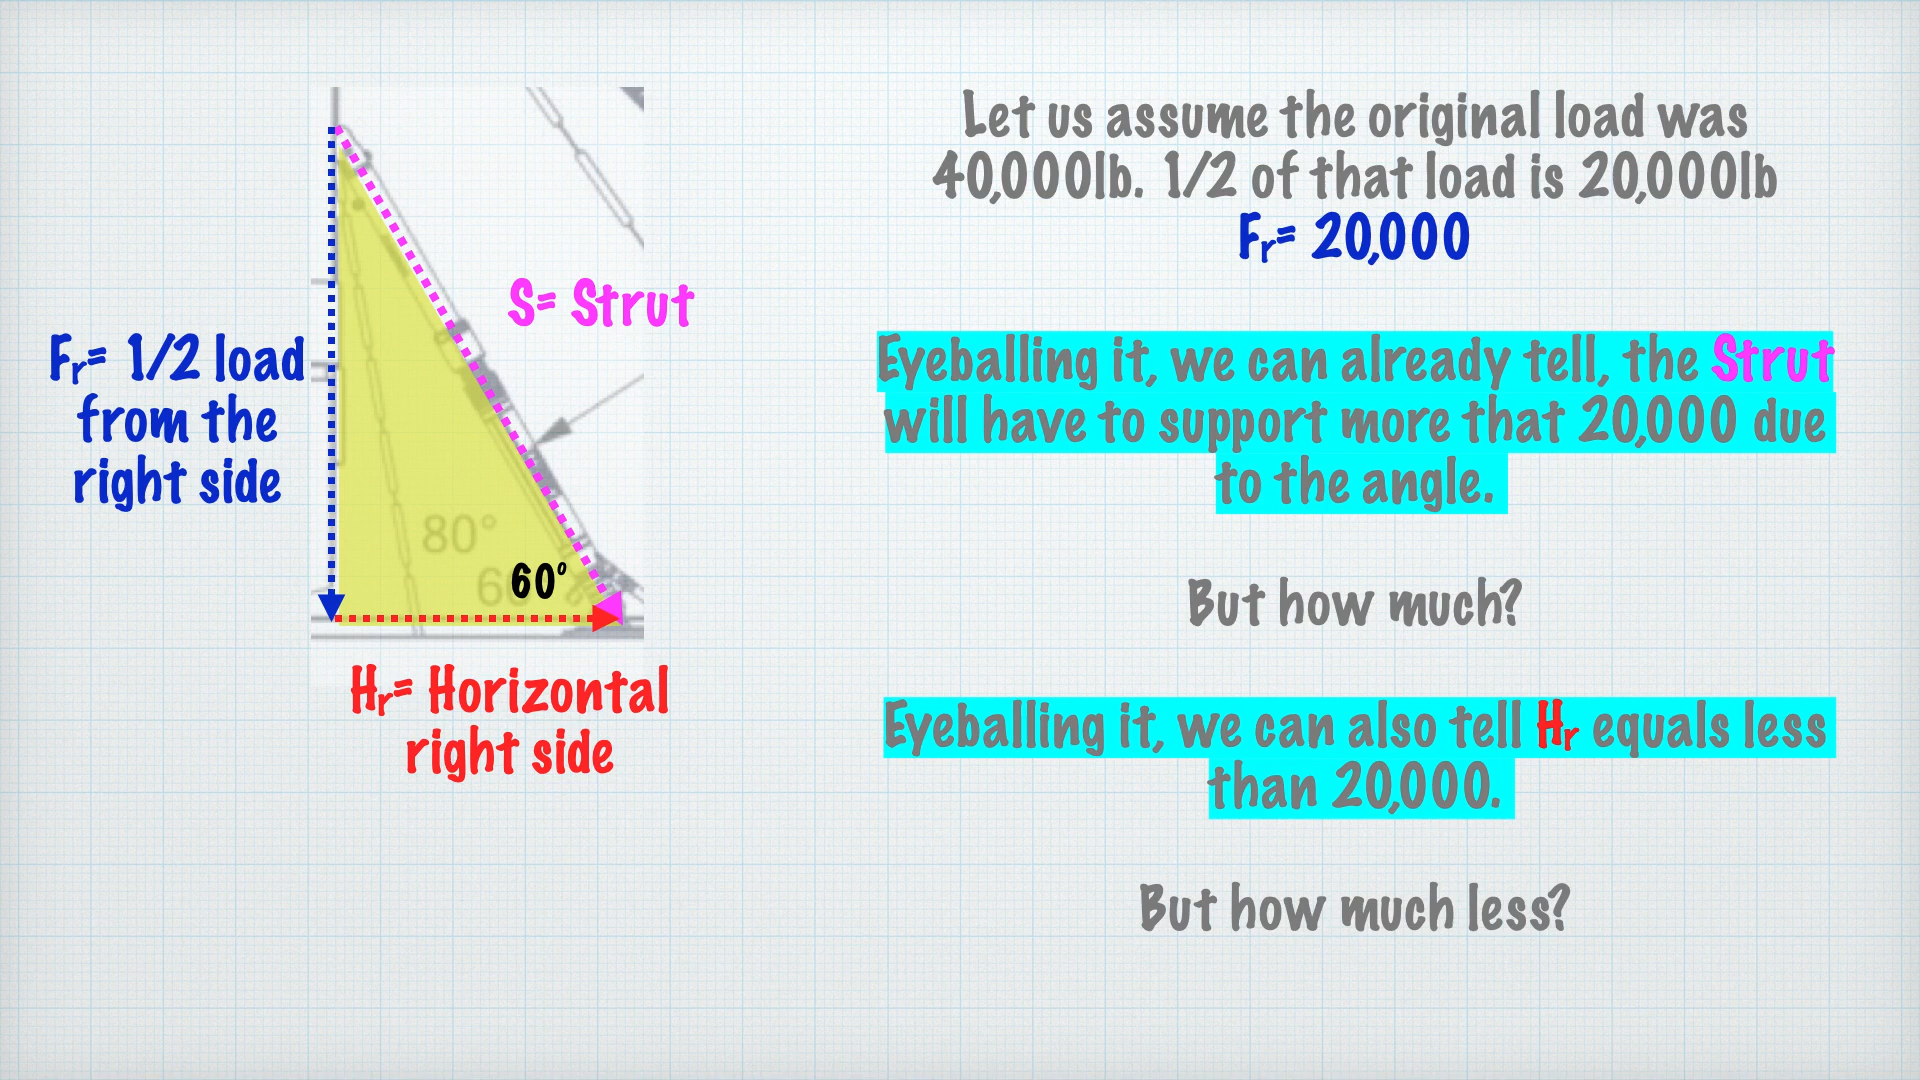 Let us assume the original load was
40,000lb. 1/2 of that load is 20,000lb
Fr= 20,000
S= Strut
Fr= 1/2 load
from the
right side
Eyeballing it, we can already tell, the Strut
will have to support more that 20,000 due
to the angle.
80°
60°
But how much?
Hr= Horizontal
right side
Eyeballing it, we can also tell Hr equals less
than 20,000.
But how much less?